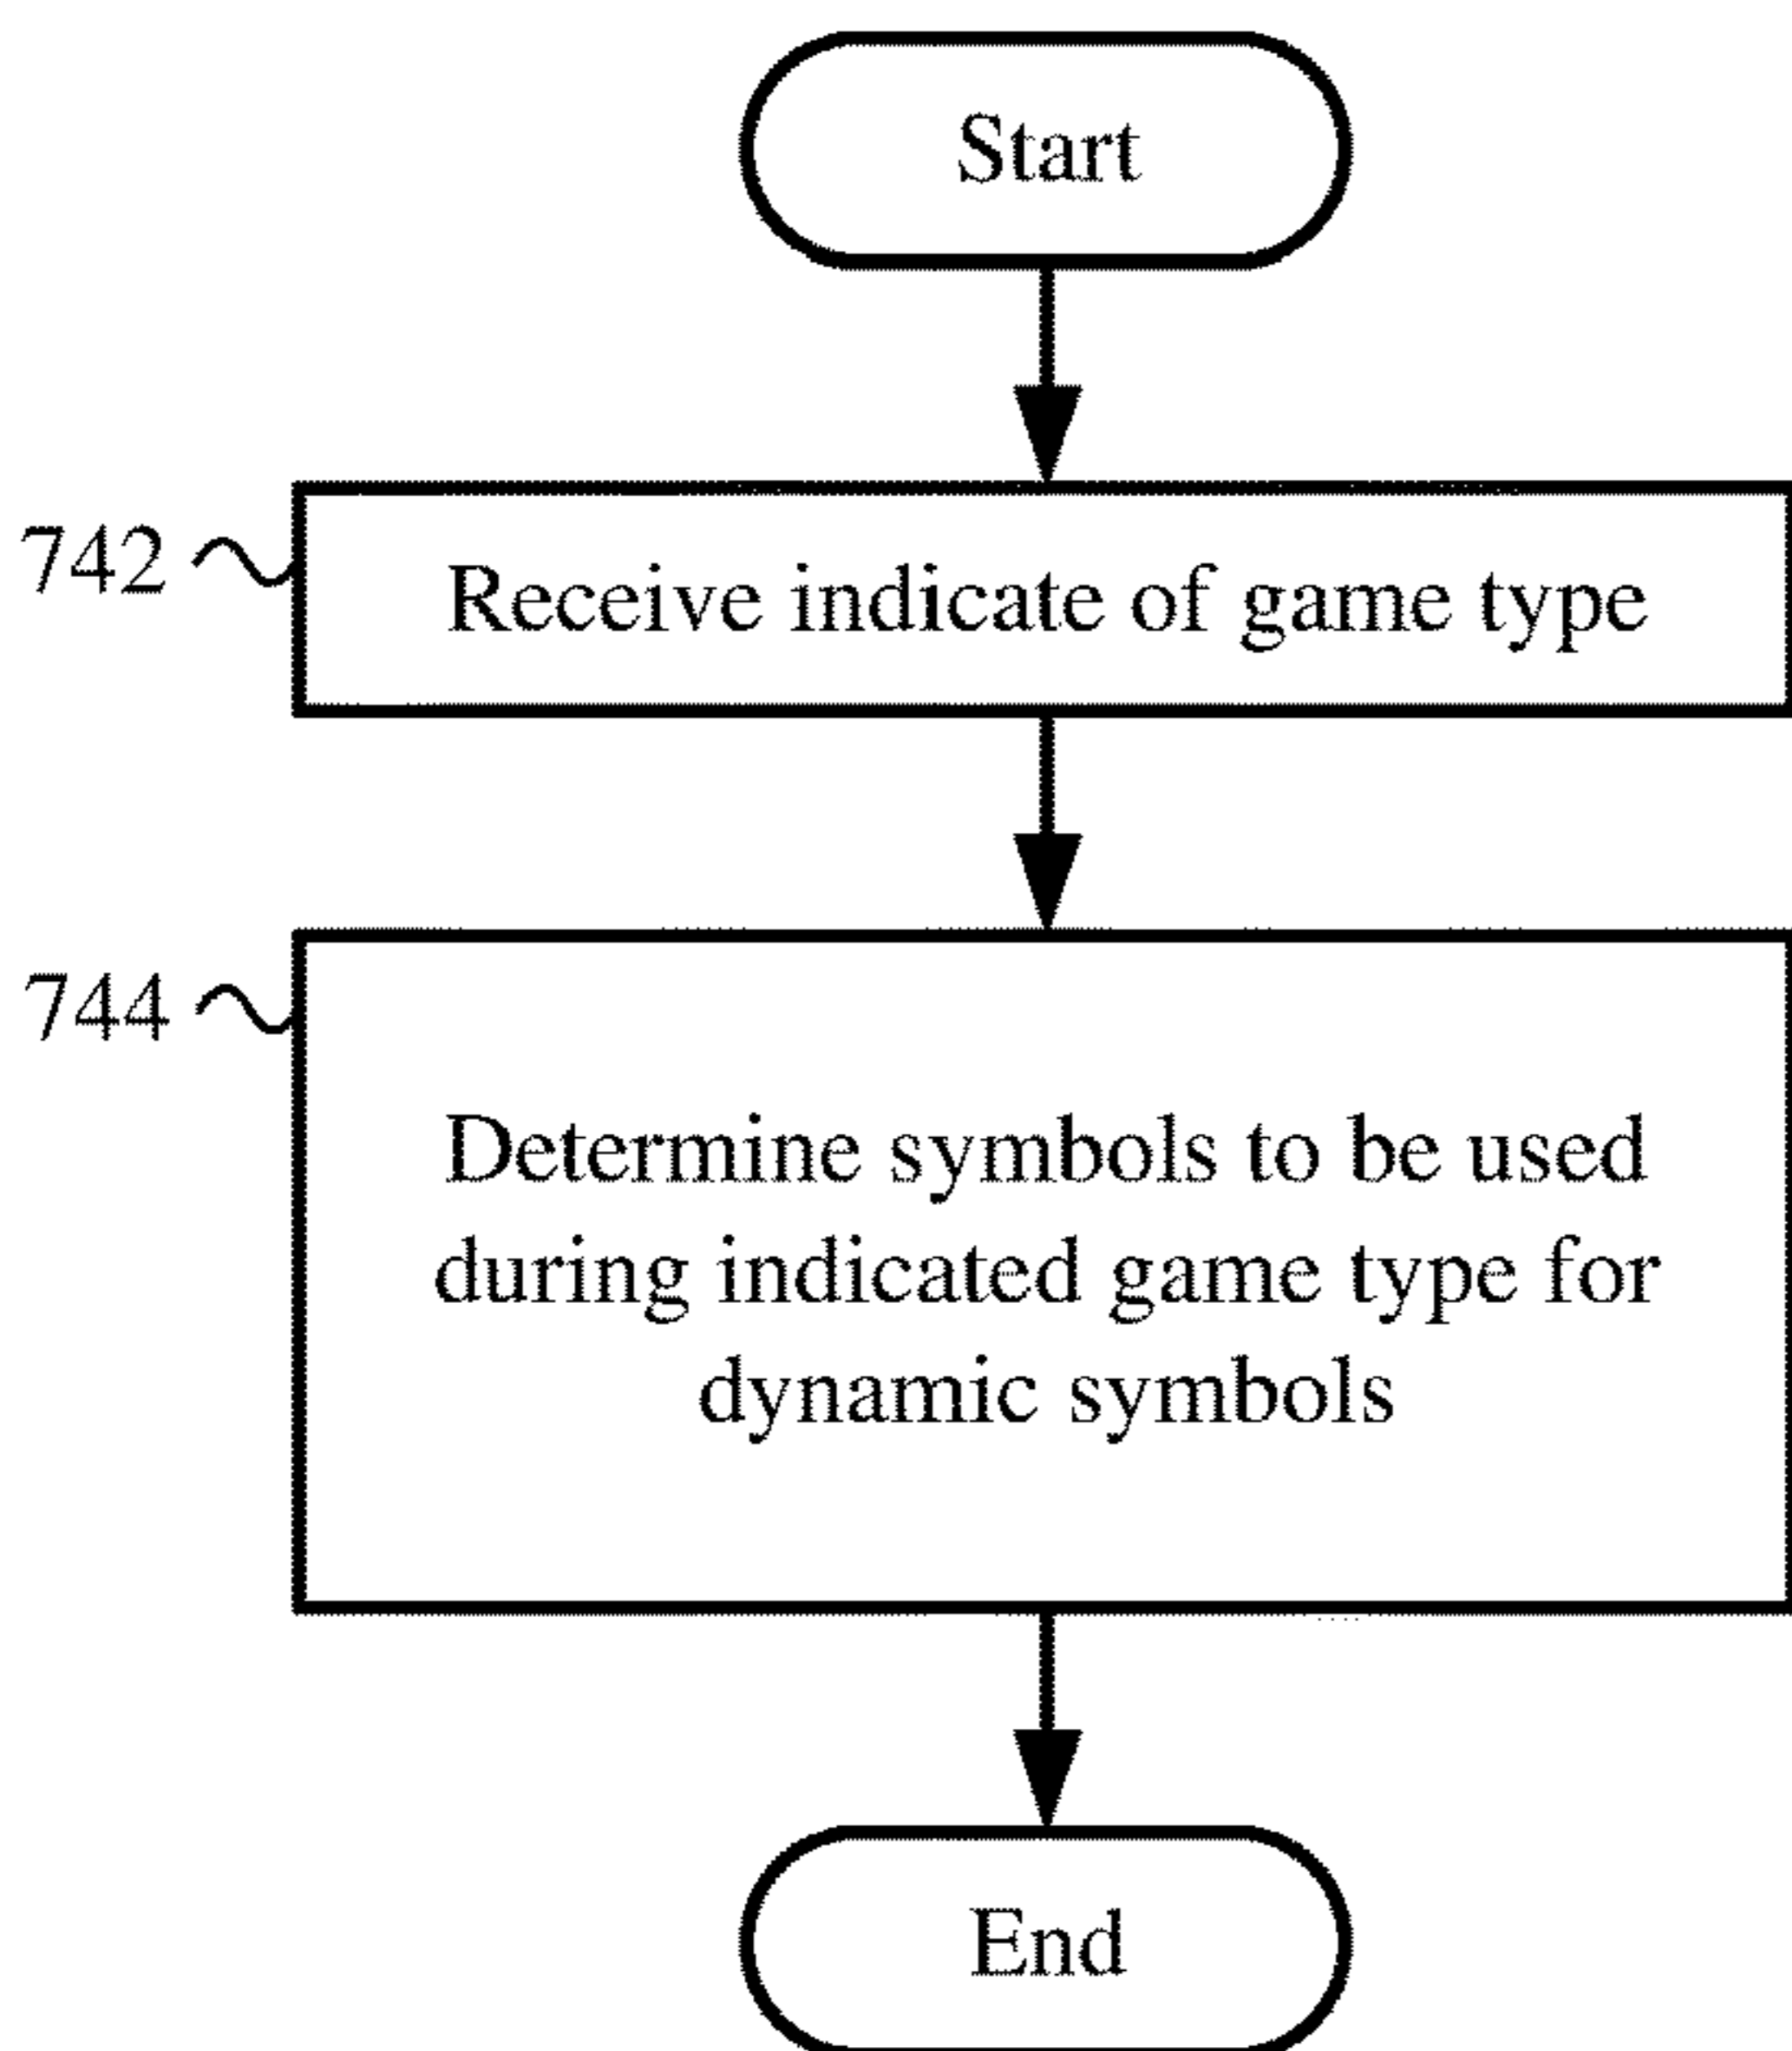 Start
742
Receive indicate of game type
744
Determine symbols to be used
during indicated game type for
dynamic symbols
End